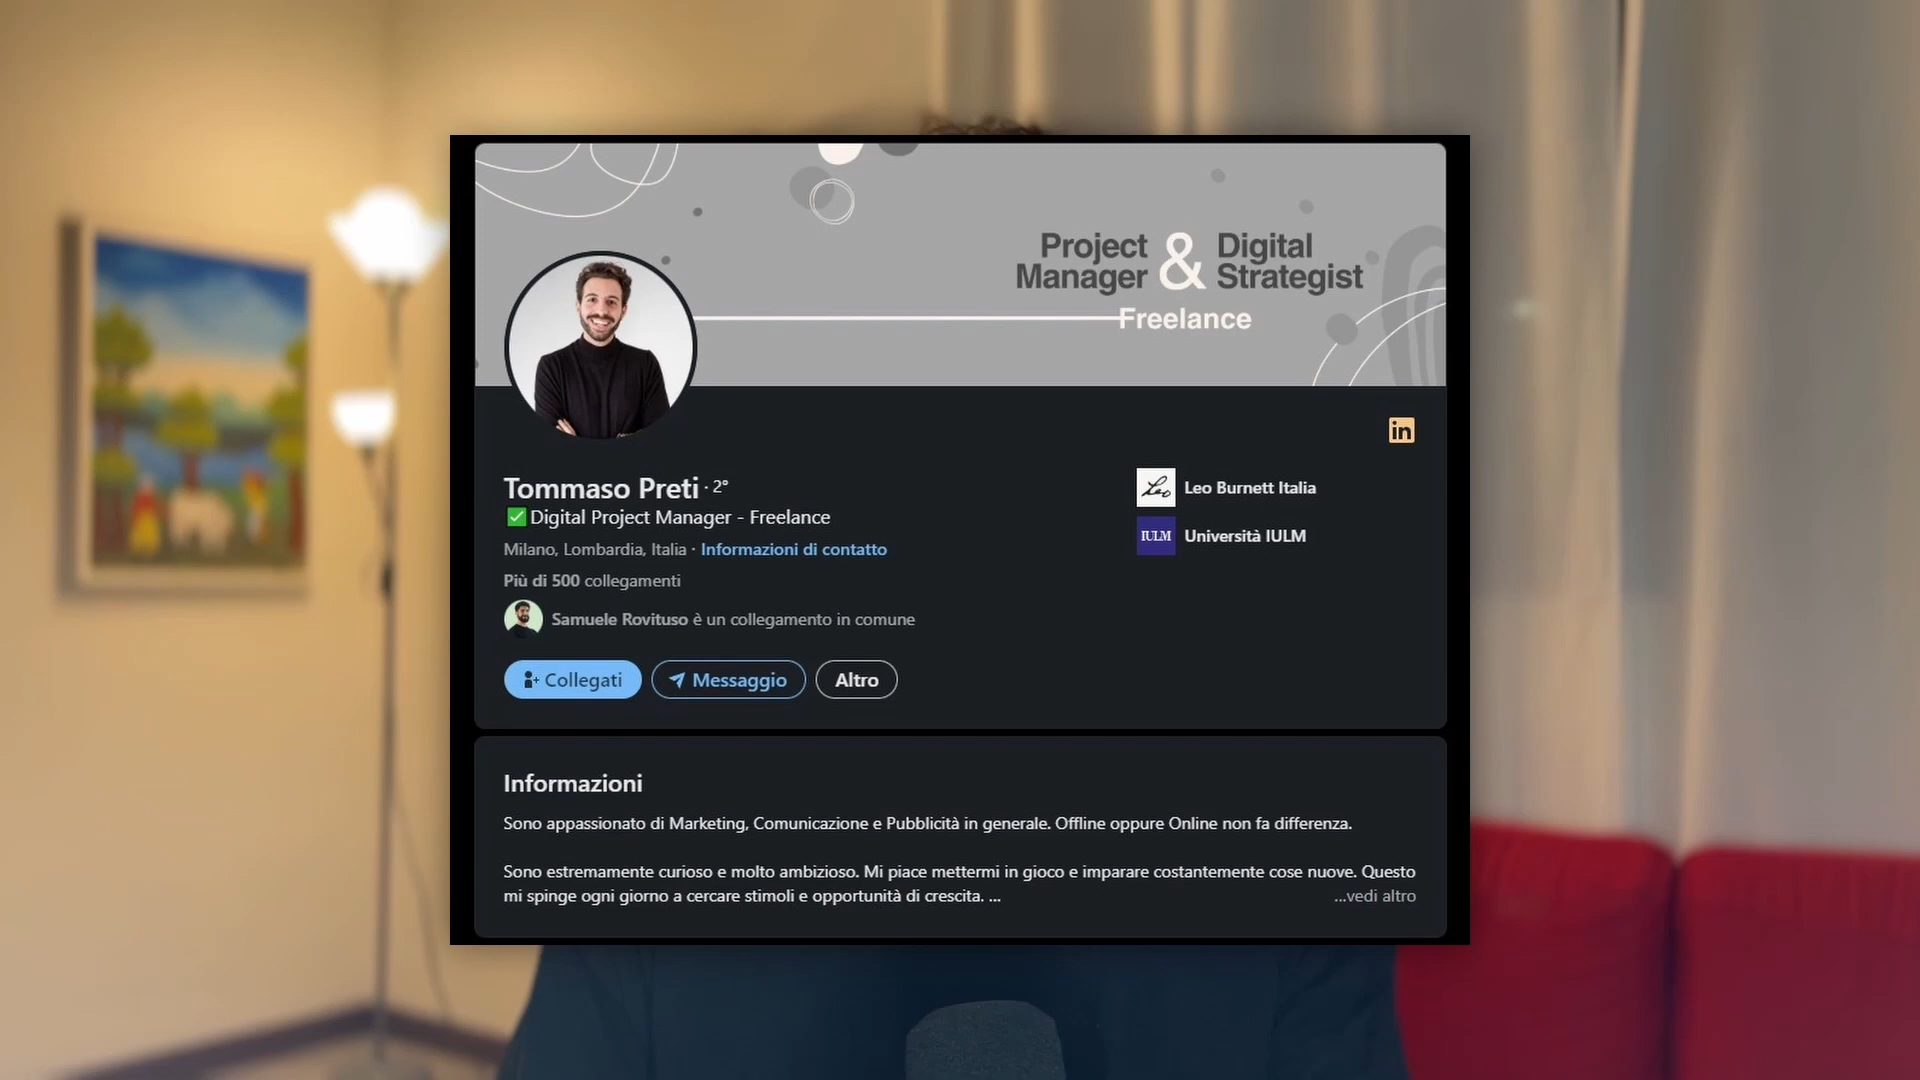 Project Manager & Digital Strategist
Freelance
in
Tommaso Preti · 2°
✅ Digital Project Manager - Freelance
Milano, Lombardia, Italia · Informazioni di contatto
Più di 500 collegamenti
Samuele Rovituso è un collegamento in comune
Collegati
Messaggio
Altro
Leo
Leo Burnett Italia
IULM
Università IULM
Informazioni
Sono appassionato di Marketing, Comunicazione e Pubblicità in generale. Offline oppure Online non fa differenza.
Sono estremamente curioso e molto ambizioso. Mi piace mettermi in gioco e imparare costantemente cose nuove. Questo
mi spinge ogni giorno a cercare stimoli e opportunità di crescita. ...
...vedi altro